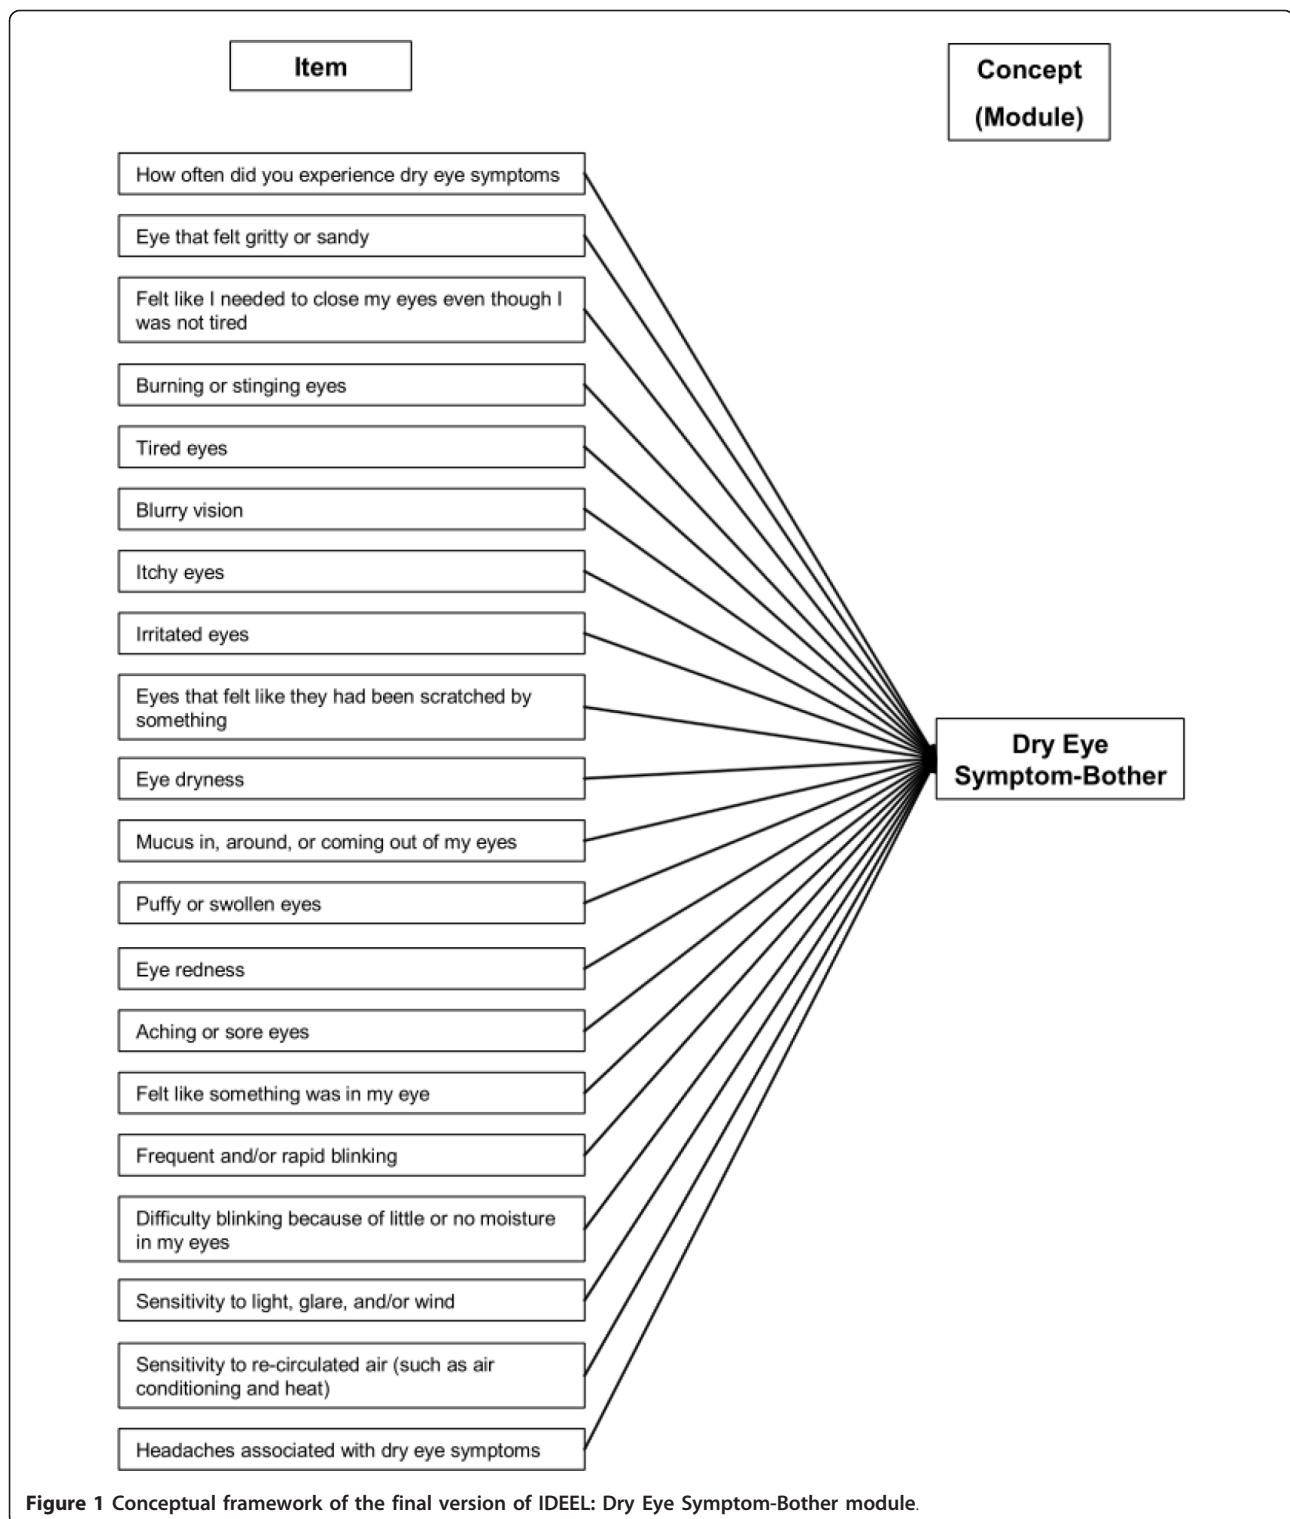 Item
Concept
(Module)
How often did you experience dry eye symptoms
Eye that felt gritty or sandy
Felt like I needed to close my eyes even though I
was not tired
Burning or stinging eyes
Tired eyes
Blurry vision
Itchy eyes
Irritated eyes
Eyes that felt like they had been scratched by
something
Dry Eye
Symptom-Bother
Eye dryness
Mucus in, around, or coming out of my eyes
Puffy or swollen eyes
Eye redness
Aching or sore eyes
Felt like something was in my eye
Frequent and/or rapid blinking
Difficulty blinking because of little or no moisture
in my eyes
Sensitivity to light, glare, and/or wind
Sensitivity to re-circulated air (such as air
conditioning and heat)
Headaches associated with dry eye symptoms
Figure 1 Conceptual framework of the final version of IDEEL: Dry Eye Symptom-Bother module.